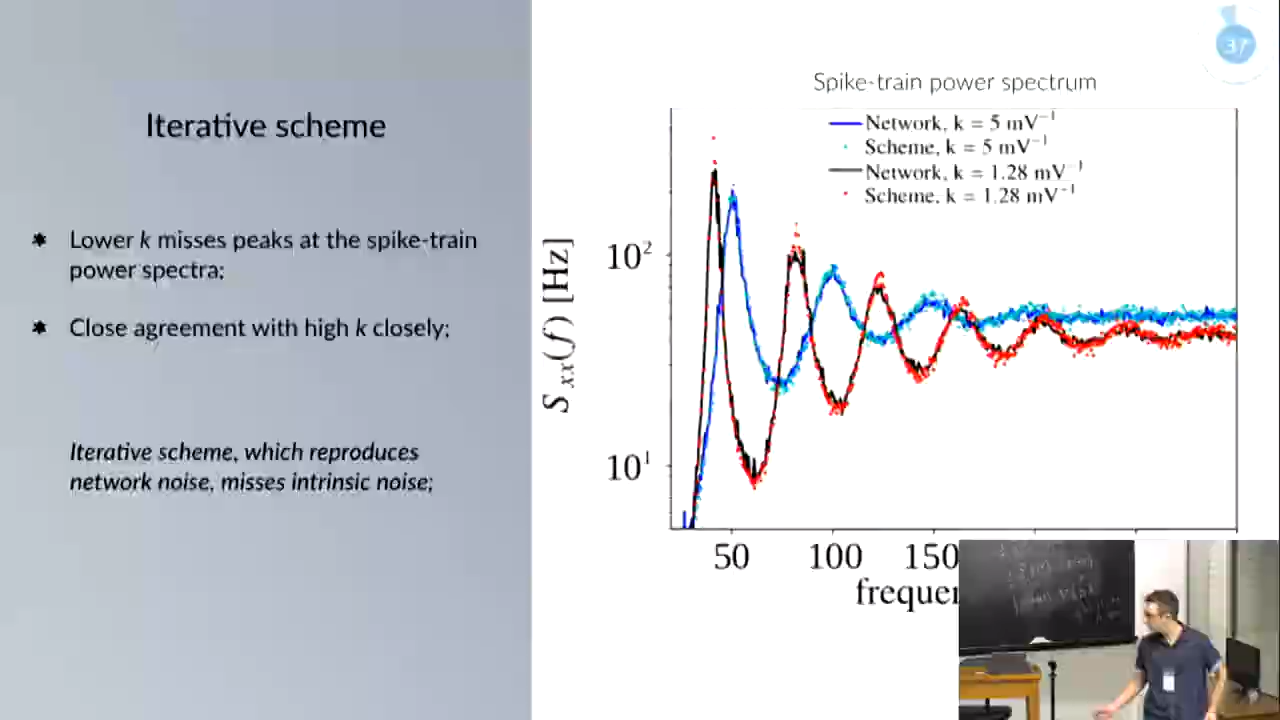 37
Iterative scheme
✱ Lower k misses peaks at the spike-train
power spectra;
✱ Close agreement with high k closely;
Iterative scheme, which reproduces
network noise, misses intrinsic noise;
Spike-train power spectrum
Network, k = 5 mV⁻¹
Scheme, k = 5 mV⁻¹
Network, k = 1.28 mV⁻¹
Scheme, k = 1.28 mV⁻¹
S xx(f) [Hz]
10²
10¹
50 100 150
frequen